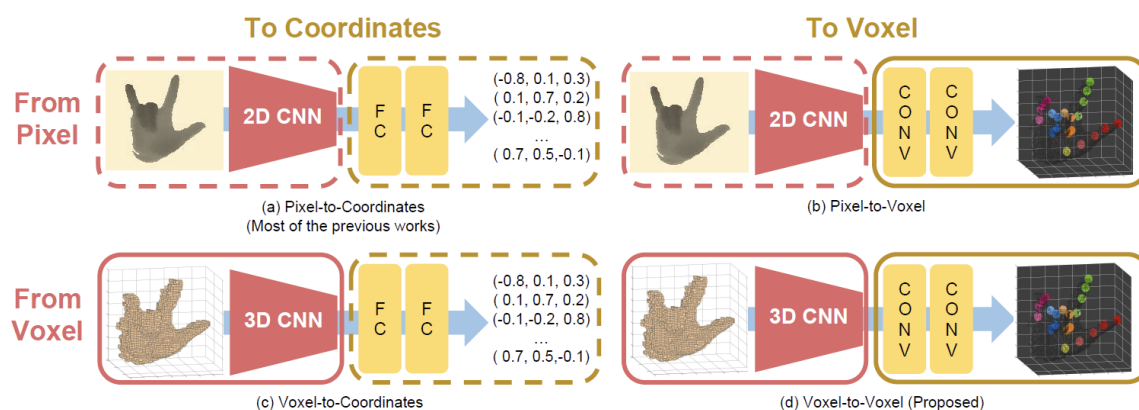 To Coordinates
To Voxel
From
Pixel
2D CNN
F
C
F
C
(-0.8, 0.1, 0.3)
( 0.1, 0.7, 0.2)
(-0.1,-0.2, 0.8)
...
( 0.7, 0.5,-0.1)
(a) Pixel-to-Coordinates
(Most of the previous works)
2D CNN
C
O
N
V
C
O
N
V
(b) Pixel-to-Voxel
From
Voxel
3D CNN
F
C
F
C
(-0.8, 0.1, 0.3)
( 0.1, 0.7, 0.2)
(-0.1,-0.2, 0.8)
...
( 0.7, 0.5,-0.1)
(c) Voxel-to-Coordinates
3D CNN
C
O
N
V
C
O
N
V
(d) Voxel-to-Voxel (Proposed)